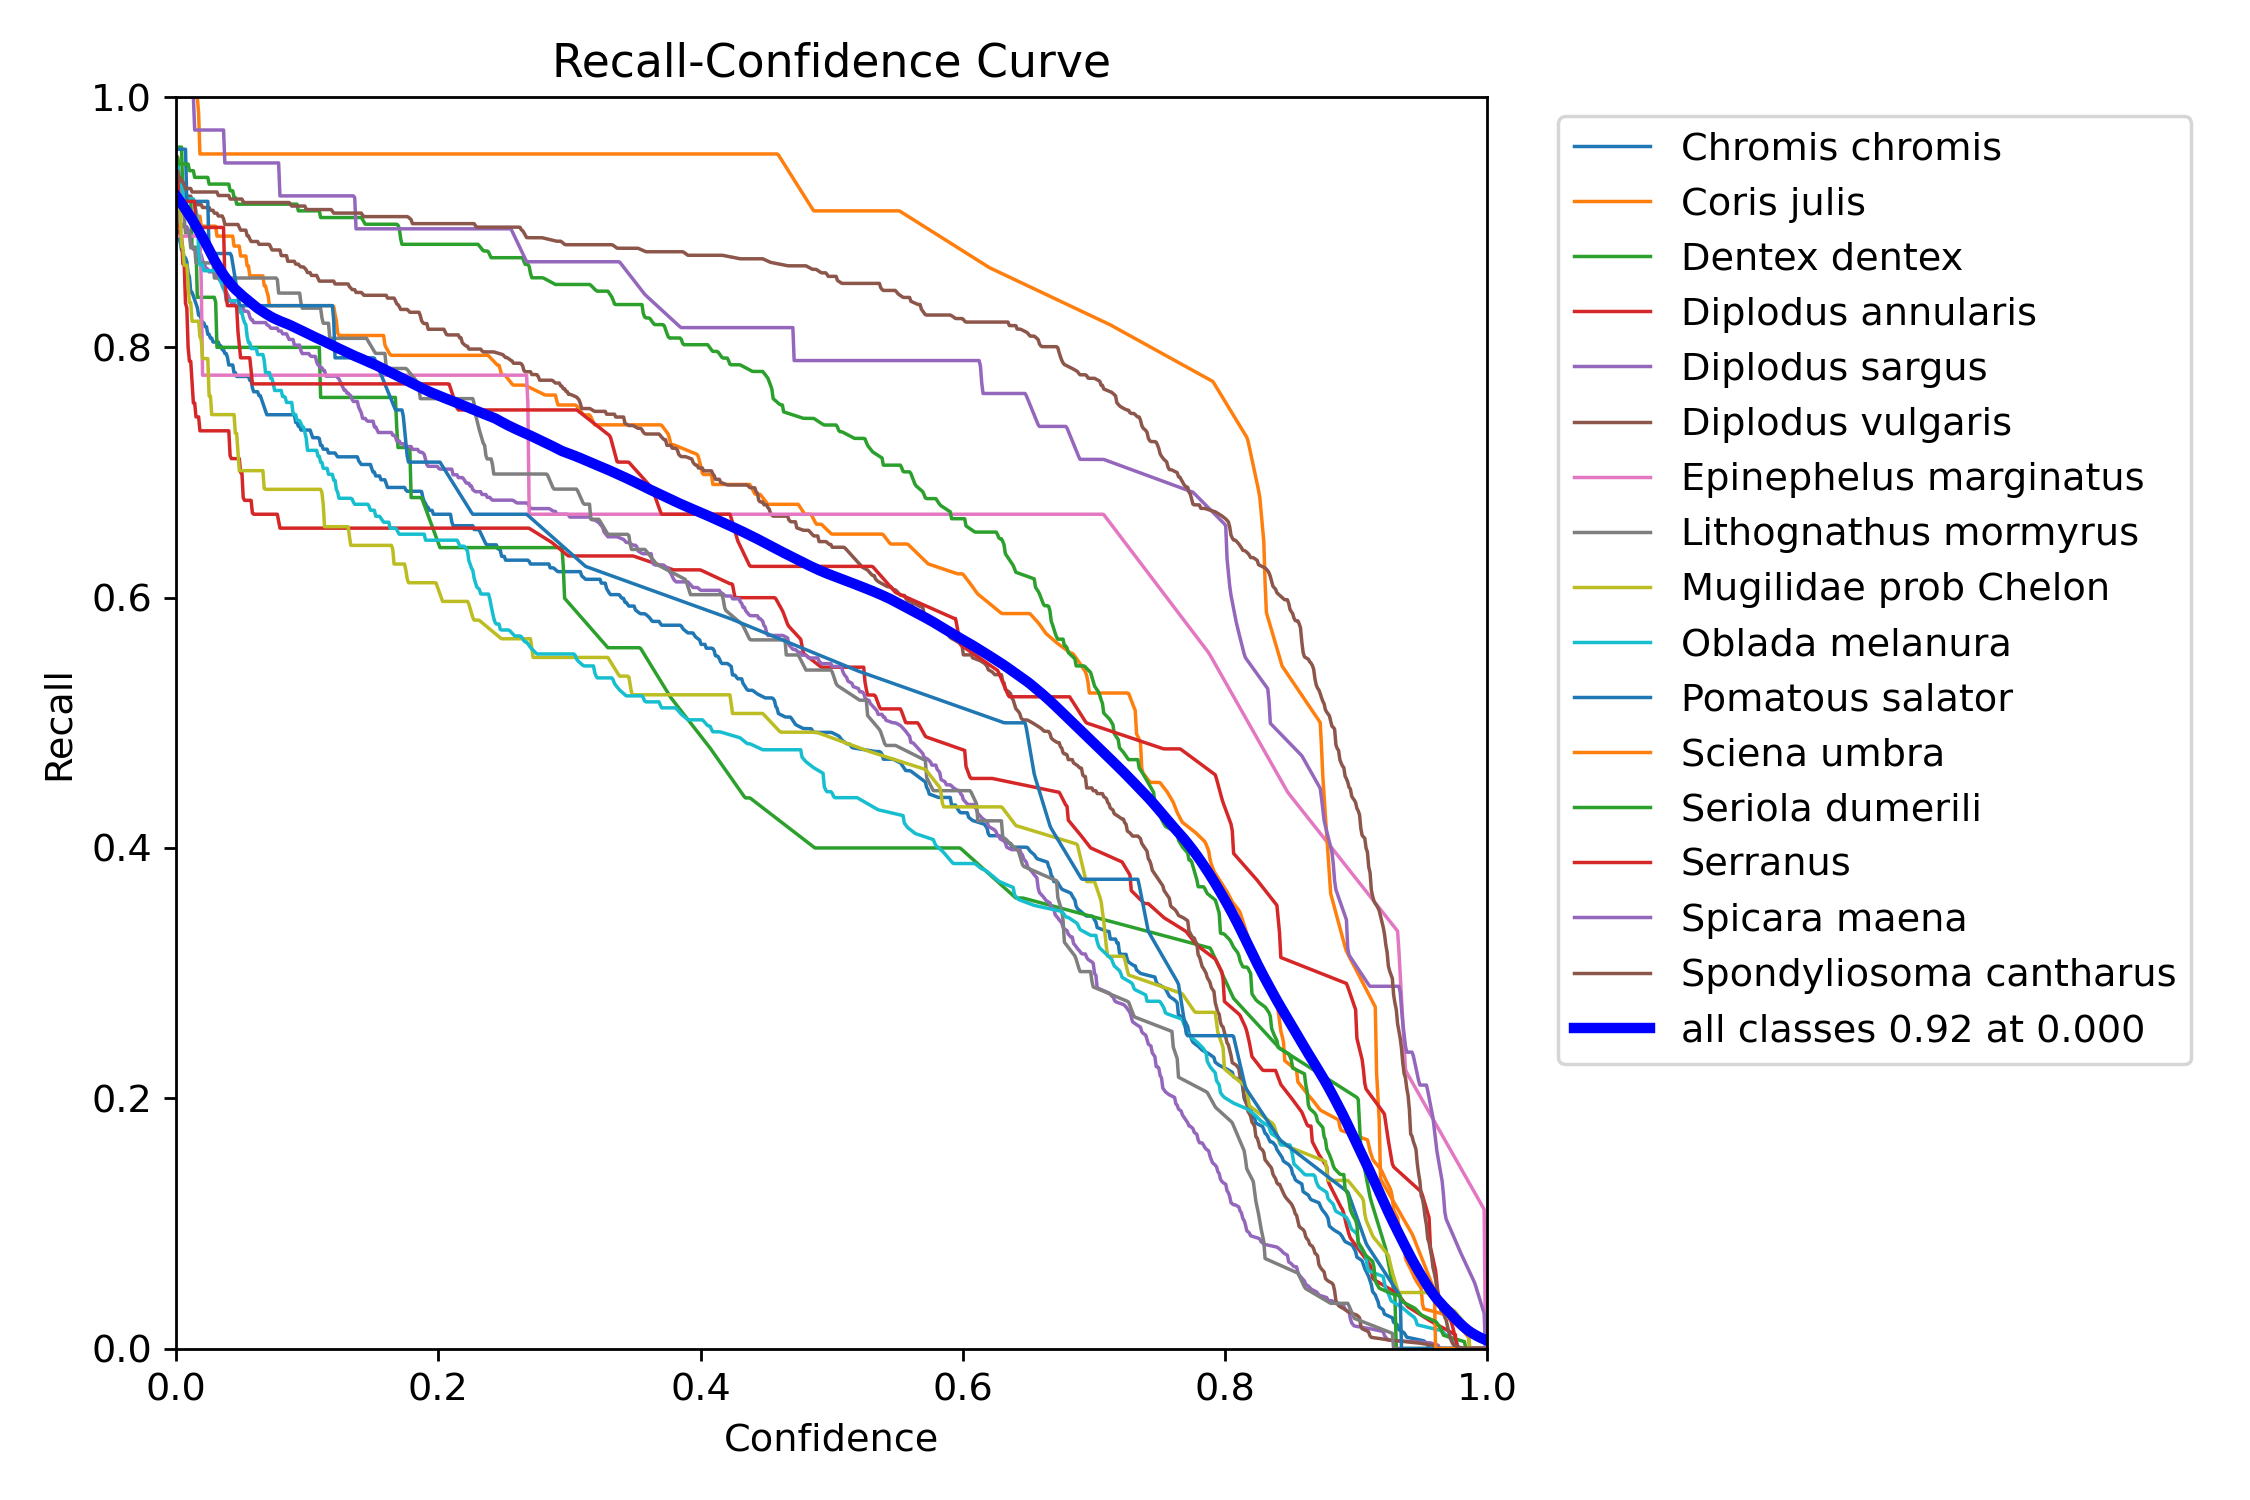 Recall-Confidence Curve
1.0
0.8
0.6
0.4
0.2
0.0
Recall
0.0 0.2 0.4 0.6 0.8 1.0
Confidence
Chromis chromis
Coris julis
Dentex dentex
Diplodus annularis
Diplodus sargus
Diplodus vulgaris
Epinephelus marginatus
Lithognathus mormyrus
Mugilidae prob Chelon
Oblada melanura
Pomatous salator
Sciena umbra
Seriola dumerili
Serranus
Spicara maena
Spondyliosoma cantharus
all classes 0.92 at 0.000